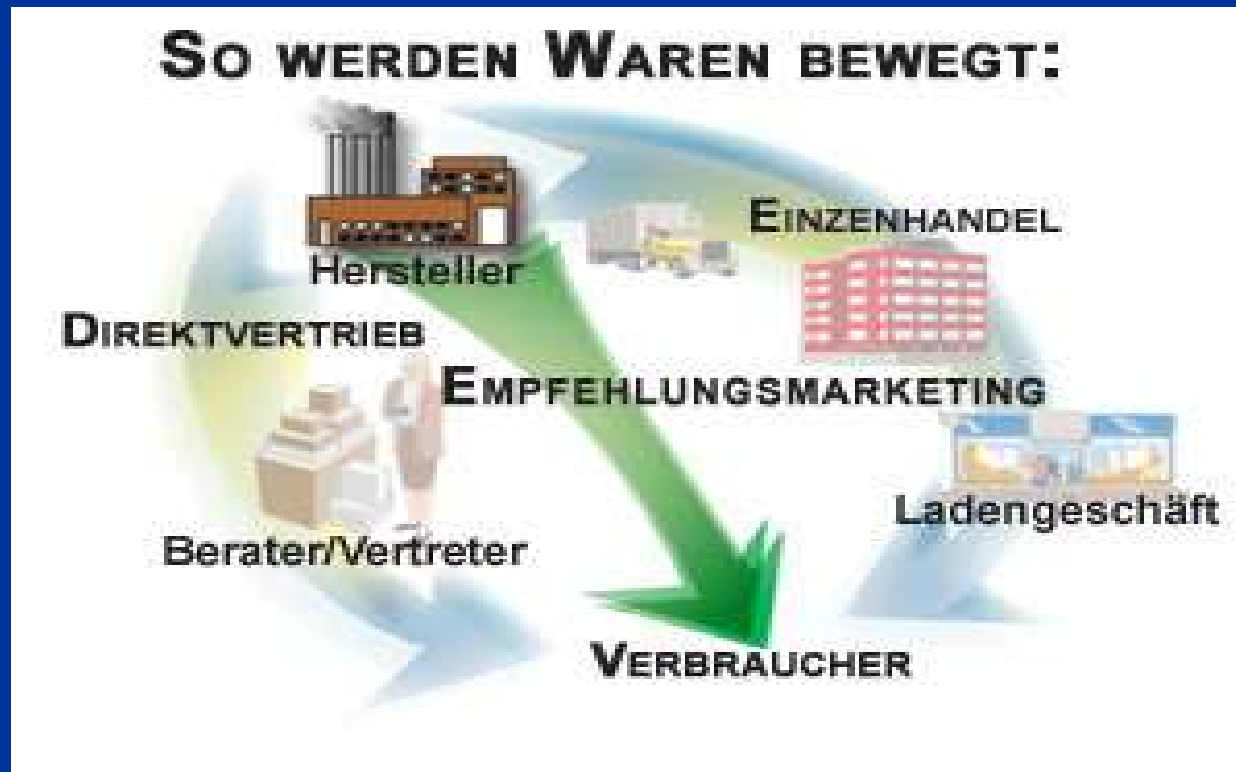 So werden Waren bewegt:
Einzenhandel
Hersteller
Direktvertrieb
Empfehlungsmarketing
Ladengeschäft
Berater/Vertreter
Verbraucher